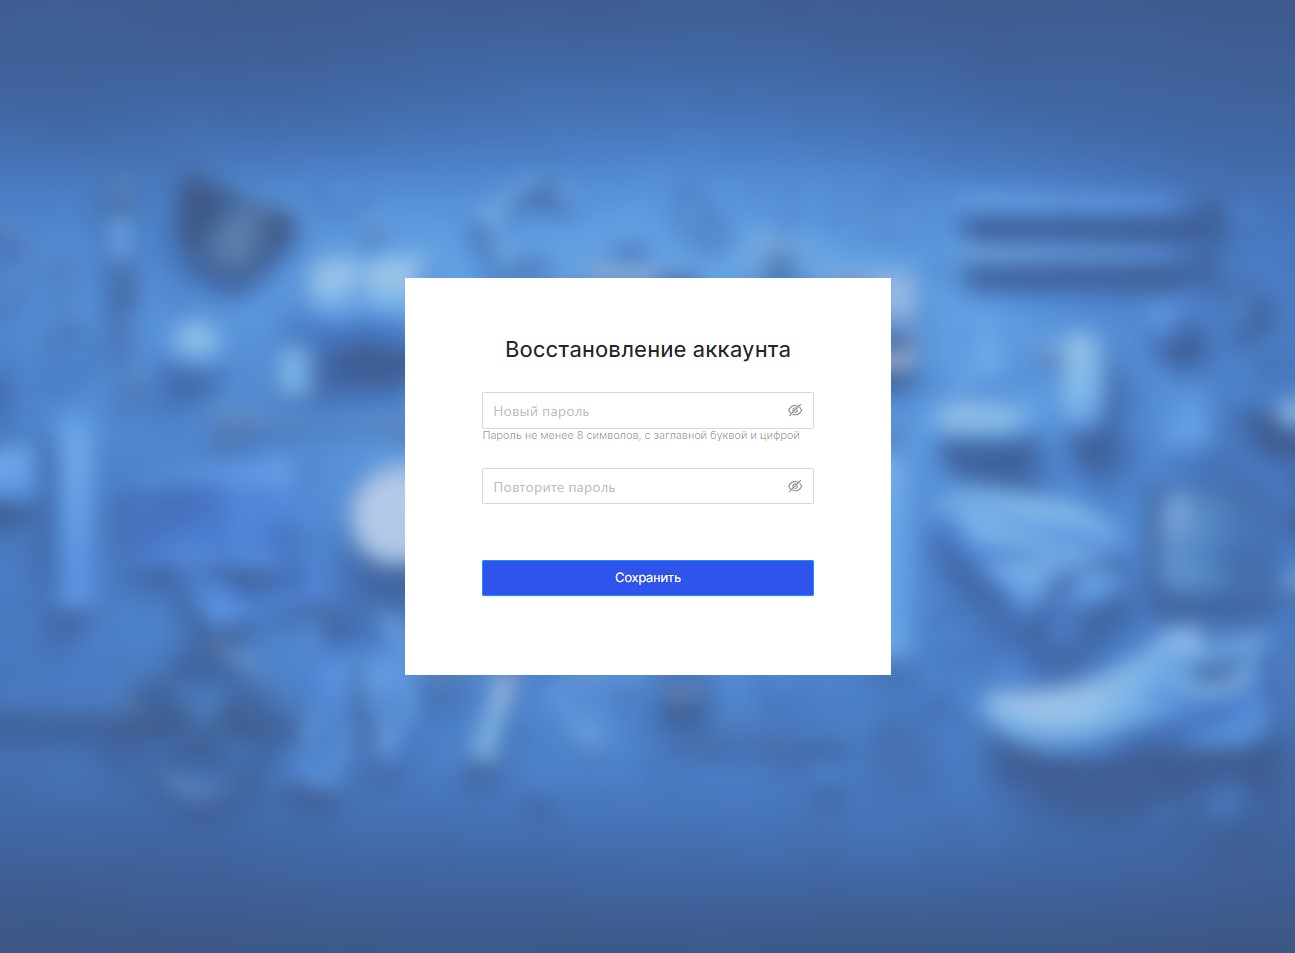 Восстановление аккаунта
Новый пароль
Пароль не менее 8 символов, с заглавной буквой и цифрой
Повторите пароль
Сохранить